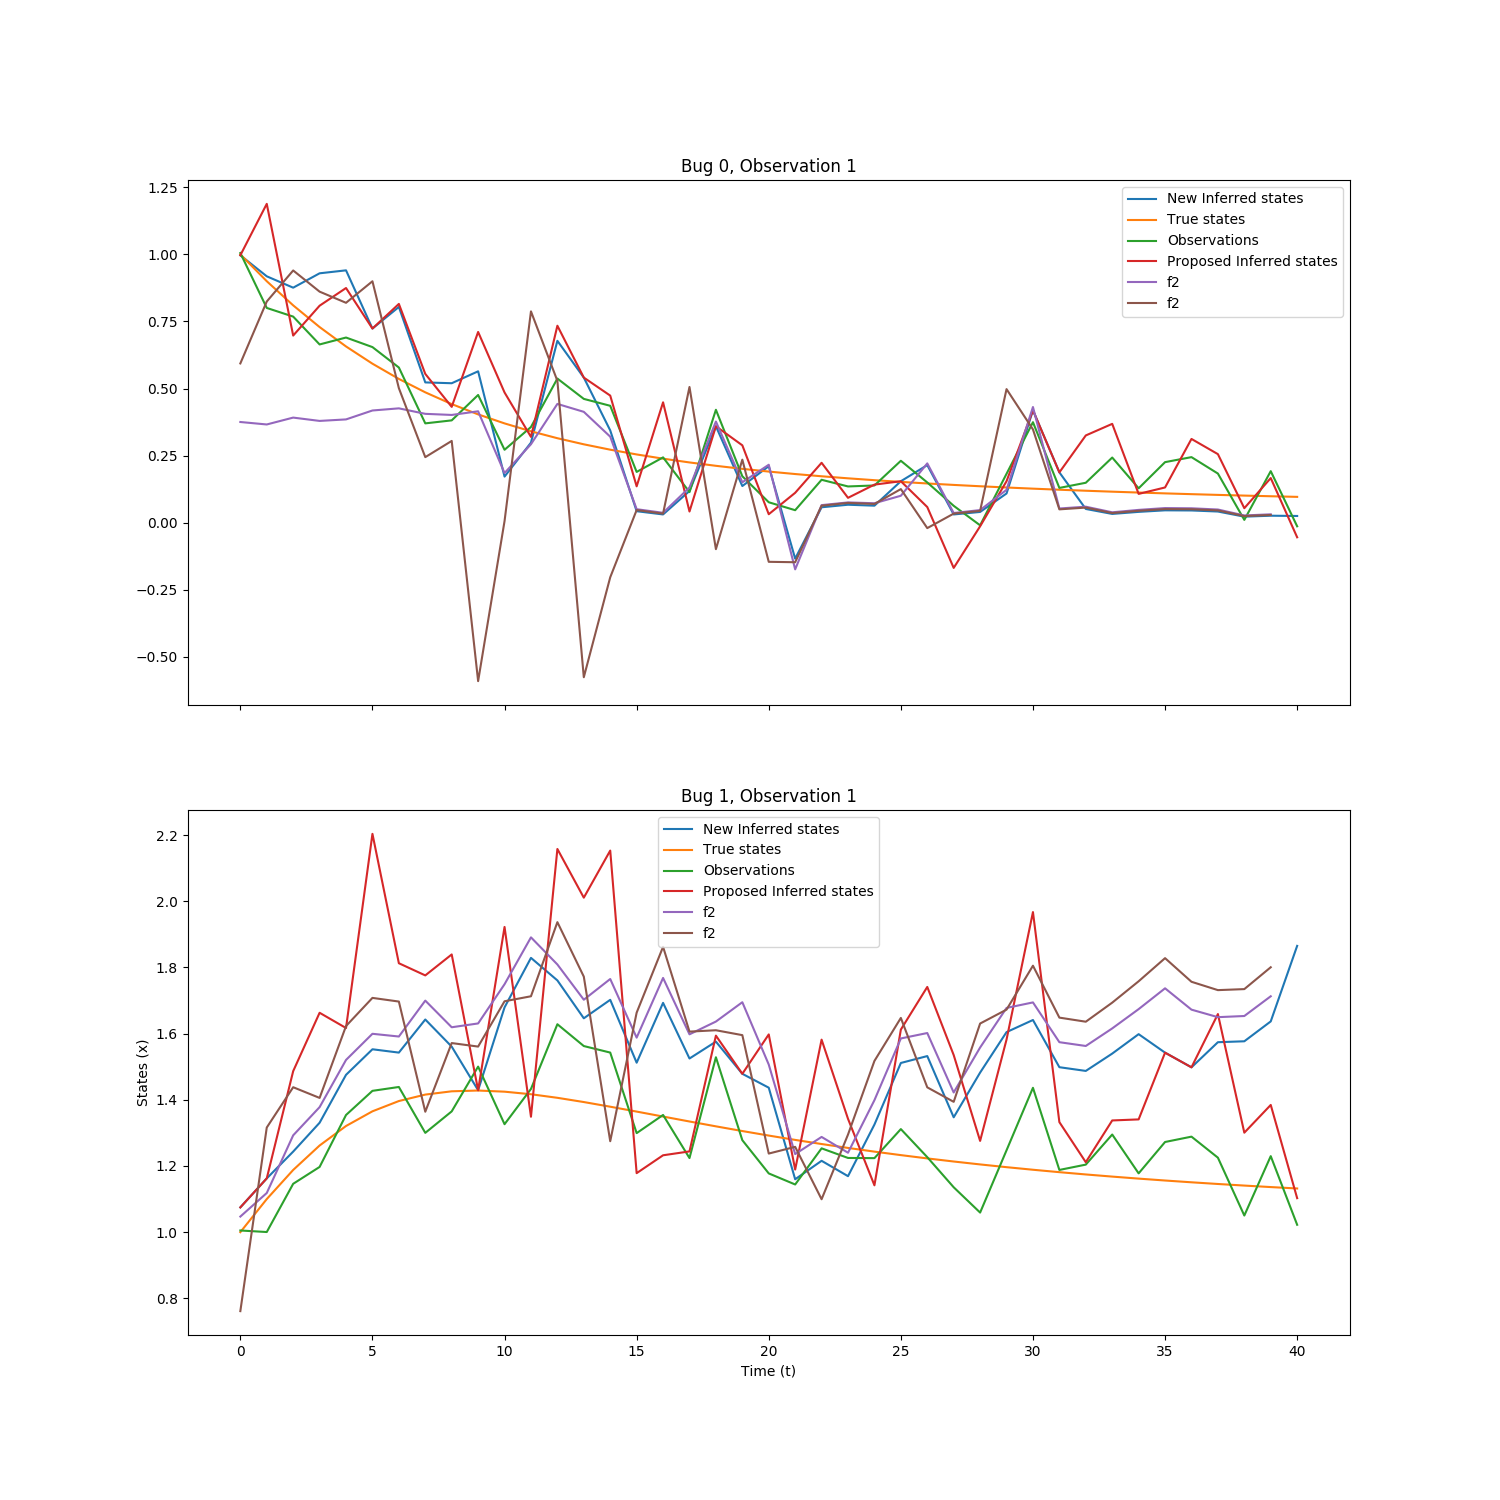 Bug 0, Observation 1
1.25
1.00
0.75
0.50
0.25
0.00
−0.25
−0.50
New Inferred states
True states
Observations
Proposed Inferred states
f2
f2
Bug 1, Observation 1
States (x)
2.2
2.0
1.8
1.6
1.4
1.2
1.0
0.8
New Inferred states
True states
Observations
Proposed Inferred states
f2
f2
0 5 10 15 20 25 30 35 40
Time (t)